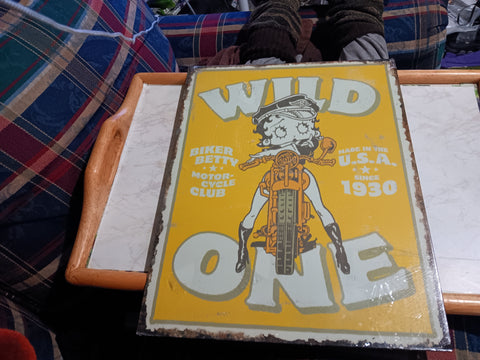 WILD
BIKER
BETTY
MOTOR-
CYCLE
CLUB
MADE IN THE
U.S.A.
SINCE
1930
ONE